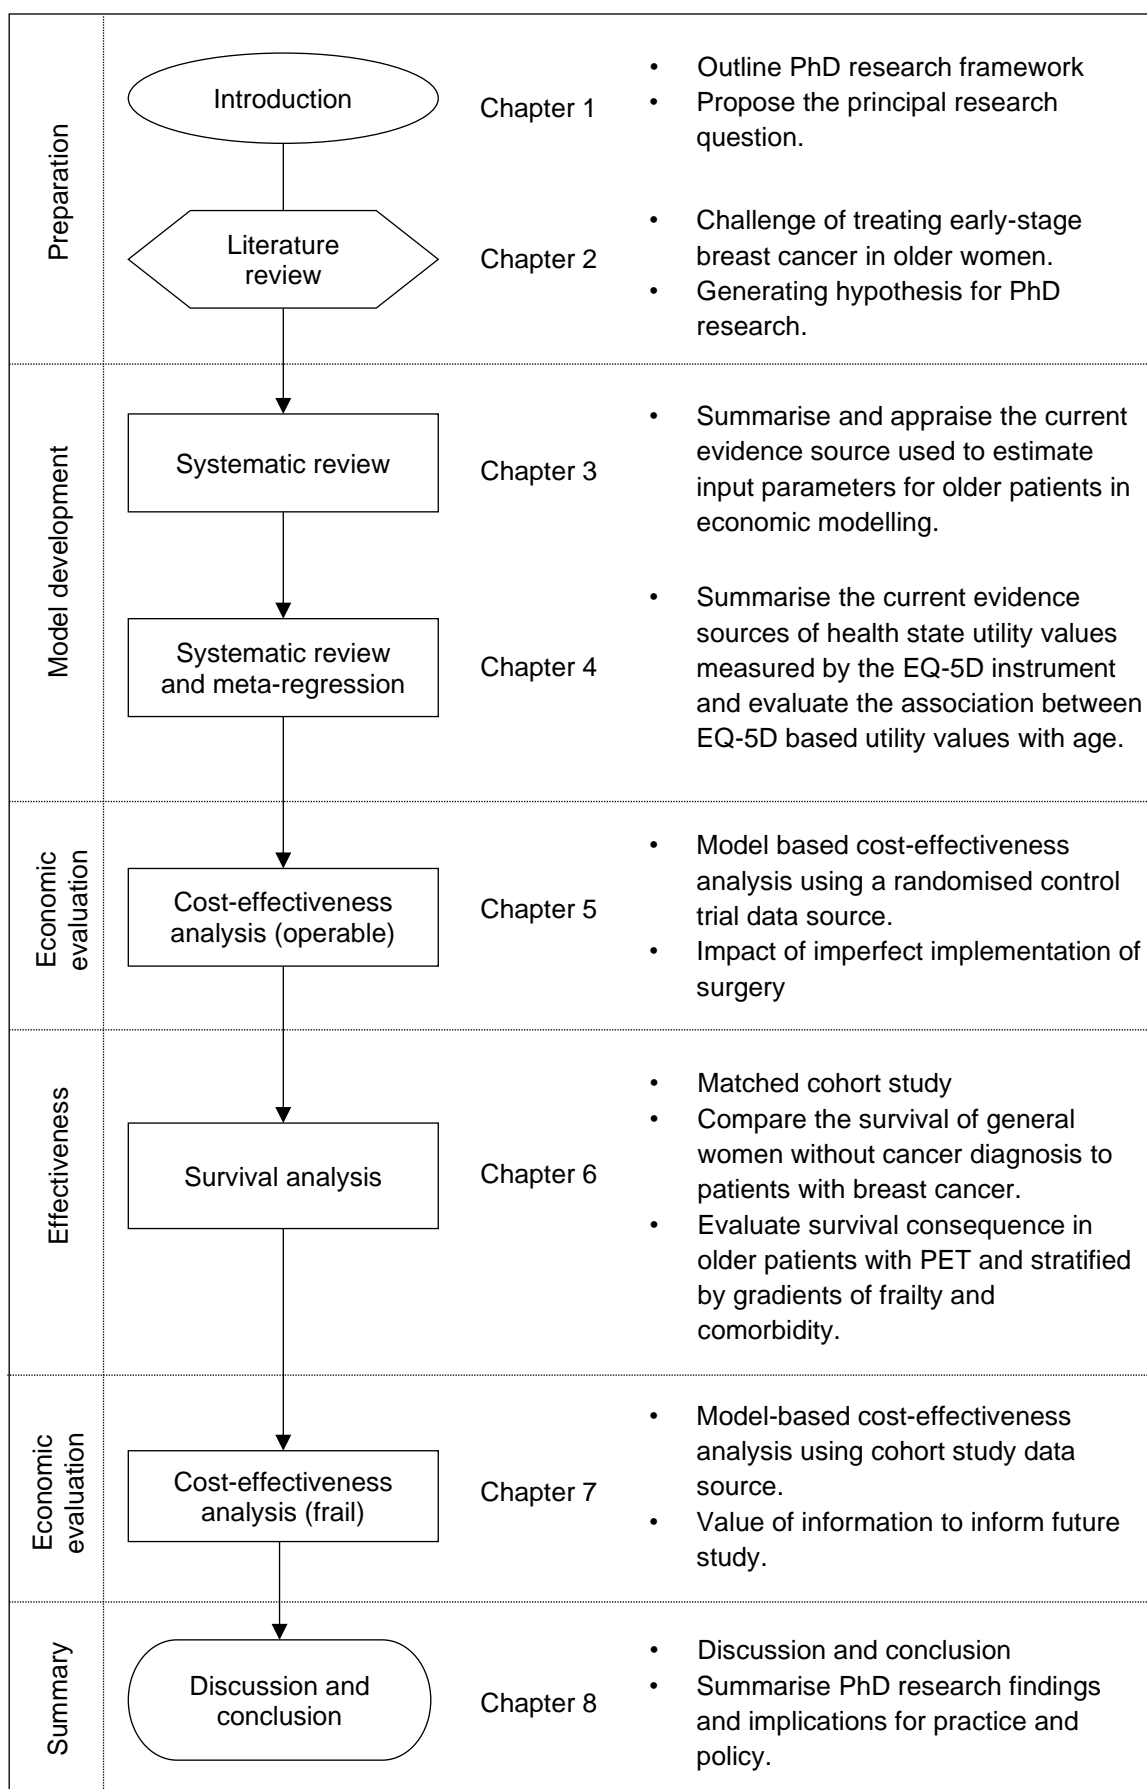 Preparation
Introduction
Chapter 1
• Outline PhD research framework
• Propose the principal research
question.
Literature
review
Chapter 2
• Challenge of treating early-stage
breast cancer in older women.
• Generating hypothesis for PhD
research.
Model development
Systematic review
Chapter 3
• Summarise and appraise the current
evidence source used to estimate
input parameters for older patients in
economic modelling.
Systematic review
and meta-regression
Chapter 4
• Summarise the current evidence
sources of health state utility values
measured by the EQ-5D instrument
and evaluate the association between
EQ-5D based utility values with age.
Economic
evaluation
Cost-effectiveness
analysis (operable)
Chapter 5
• Model based cost-effectiveness
analysis using a randomised control
trial data source.
• Impact of imperfect implementation of
surgery
Effectiveness
Survival analysis
Chapter 6
• Matched cohort study
• Compare the survival of general
women without cancer diagnosis to
patients with breast cancer.
• Evaluate survival consequence in
older patients with PET and stratified
by gradients of frailty and
comorbidity.
Economic
evaluation
Cost-effectiveness
analysis (frail)
Chapter 7
• Model-based cost-effectiveness
analysis using cohort study data
source.
• Value of information to inform future
study.
Summary
Discussion and
conclusion
Chapter 8
• Discussion and conclusion
• Summarise PhD research findings
and implications for practice and
policy.